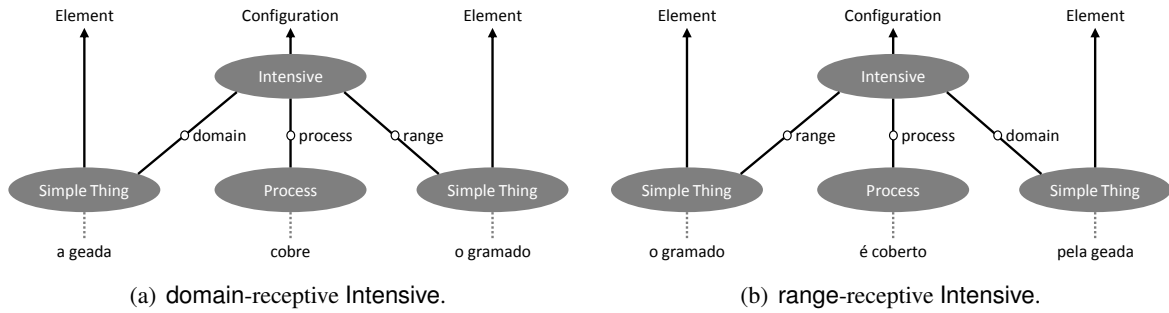 Element Configuration Element Element Configuration Element
Intensive Intensive
domain process range range process domain
Simple Thing Process Simple Thing Simple Thing Process Simple Thing
a geada cobre o gramado o gramado é coberto pela geada
(a) domain-receptive Intensive. (b) range-receptive Intensive.